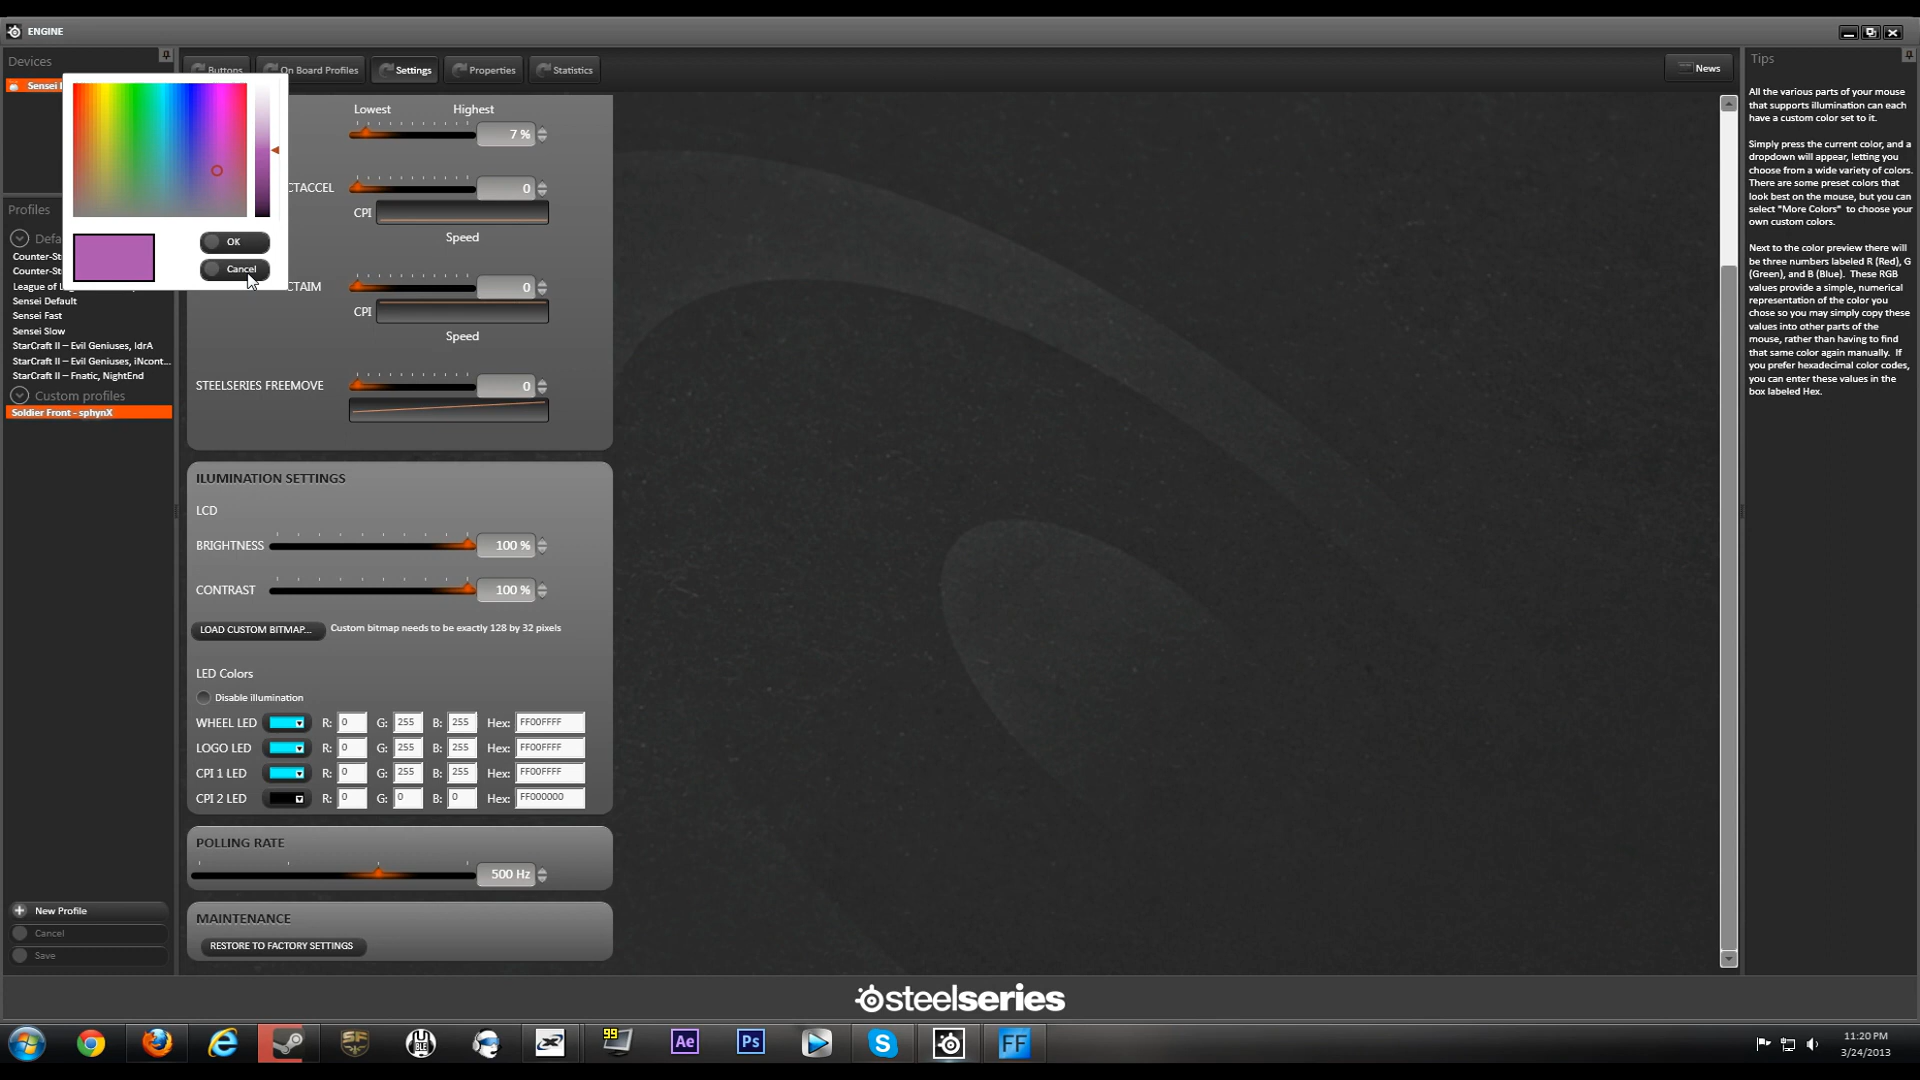 ENGINE
Devices
Sensei
Buttons
On Board Profiles
Settings
Properties
Statistics
News
Tips
OK
Cancel
Profiles
Counter-St
Counter-St
League of L
Sensei Default
Sensei Fast
Sensei Slow
StarCraft II – Evil Geniuses, IdrA
StarCraft II – Evil Geniuses, iNcont...
StarCraft II – Fnatic, NightEnd
Custom profiles
Soldier Front - sphynX
New Profile
Cancel
Save
Lowest Highest
7 %
CTACCEL 0
CPI
Speed
CTAIM 0
CPI
Speed
STEELSERIES FREEMOVE 0
ILUMINATION SETTINGS
LCD
BRIGHTNESS 100 %
CONTRAST 100 %
LOAD CUSTOM BITMAP... Custom bitmap needs to be exactly 128 by 32 pixels
LED Colors
Disable illumination
WHEEL LED R: 0 G: 255 B: 255 Hex: FF00FFFF
LOGO LED R: 0 G: 255 B: 255 Hex: FF00FFFF
CPI 1 LED R: 0 G: 255 B: 255 Hex: FF00FFFF
CPI 2 LED R: 0 G: 0 B: 0 Hex: FF000000
POLLING RATE
500 Hz
MAINTENANCE
RESTORE TO FACTORY SETTINGS
All the various parts of your mouse
that supports illumination can each
have a custom color set to it.
Simply press the current color, and a
dropdown will appear, letting you
choose from a wide variety of colors.
There are some preset colors that
look best on the mouse, but you can
select "More Colors" to choose your
own custom colors.
Next to the color preview there will
be three numbers labeled R (Red), G
(Green), and B (Blue). These RGB
values provide a simple, numerical
representation of the color you
chose so you may simply copy these
values into other parts of the
mouse, rather than having to find
that same color again manually. If
you prefer hexadecimal color codes,
you can enter these values in the
box labeled Hex.
steelseries
99
Ae
Ps
FF
11:20 PM
3/24/2013